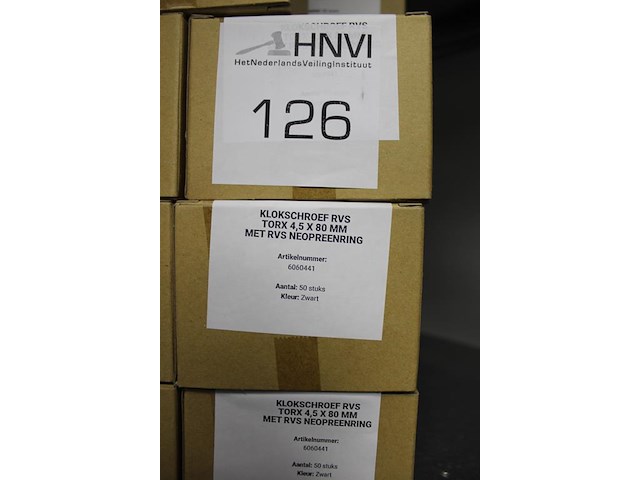 HNVI
HetNederlandsVeilingInstituut
126
KLOKSCHROEF RVS
TORX 4,5 X 80 MM
MET RVS NEOPREENRING
Artikelnummer:
6060441
Aantal: 50 stuks
Kleur: Zwart
KLOKSCHROEF RVS
TORX 4,5 X 80 MM
MET RVS NEOPREENRING
Artikelnummer:
6060441
Aantal: 50 stuks
Kleur: Zwart